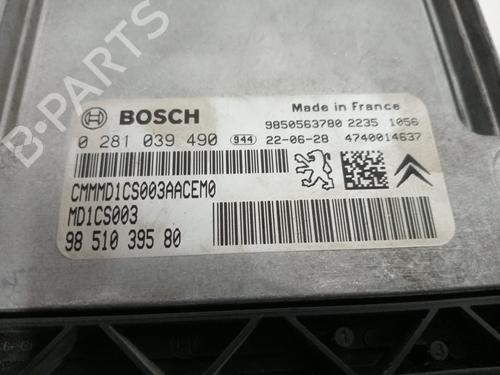 BOSCH
Made in France
9850563780 2235 1056
0 281 039 490 944 22-06-28 4740014637
CMMMD1CS003AACEM0
MD1CS003
98 510 395 80
B-PARTS